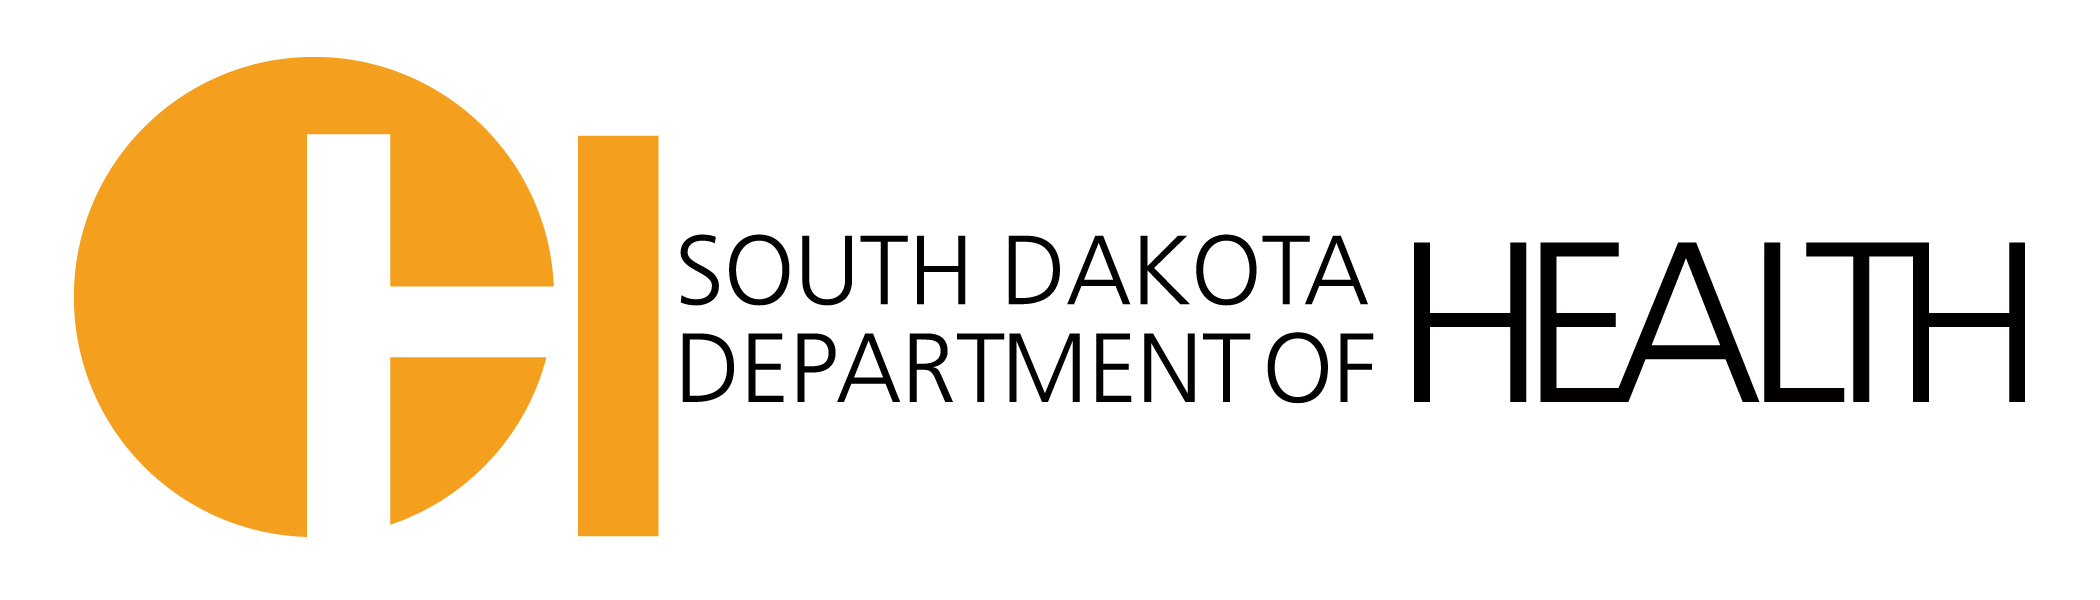 SOUTH DAKOTA
DEPARTMENT OF HEALTH